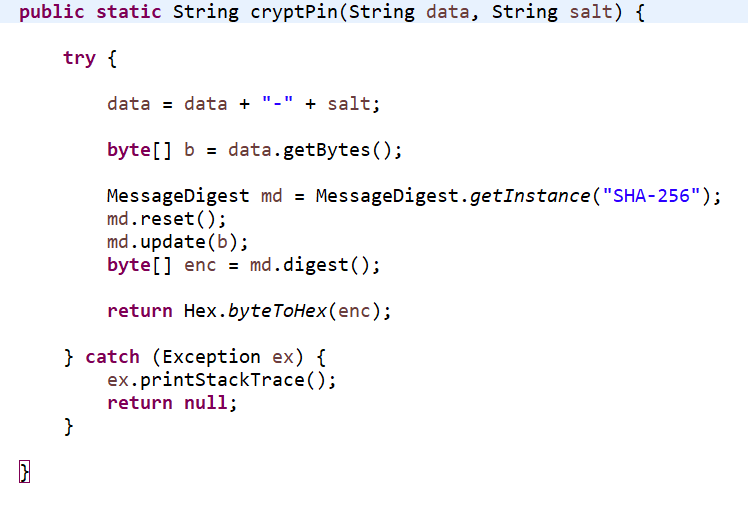 public static String cryptPin(String data, String salt) {
try {
data = data + "-" + salt;
byte[] b = data.getBytes();
MessageDigest md = MessageDigest.getInstance("SHA-256");
md.reset();
md.update(b);
byte[] enc = md.digest();
return Hex.byteToHex(enc);
} catch (Exception ex) {
ex.printStackTrace();
return null;
}
}